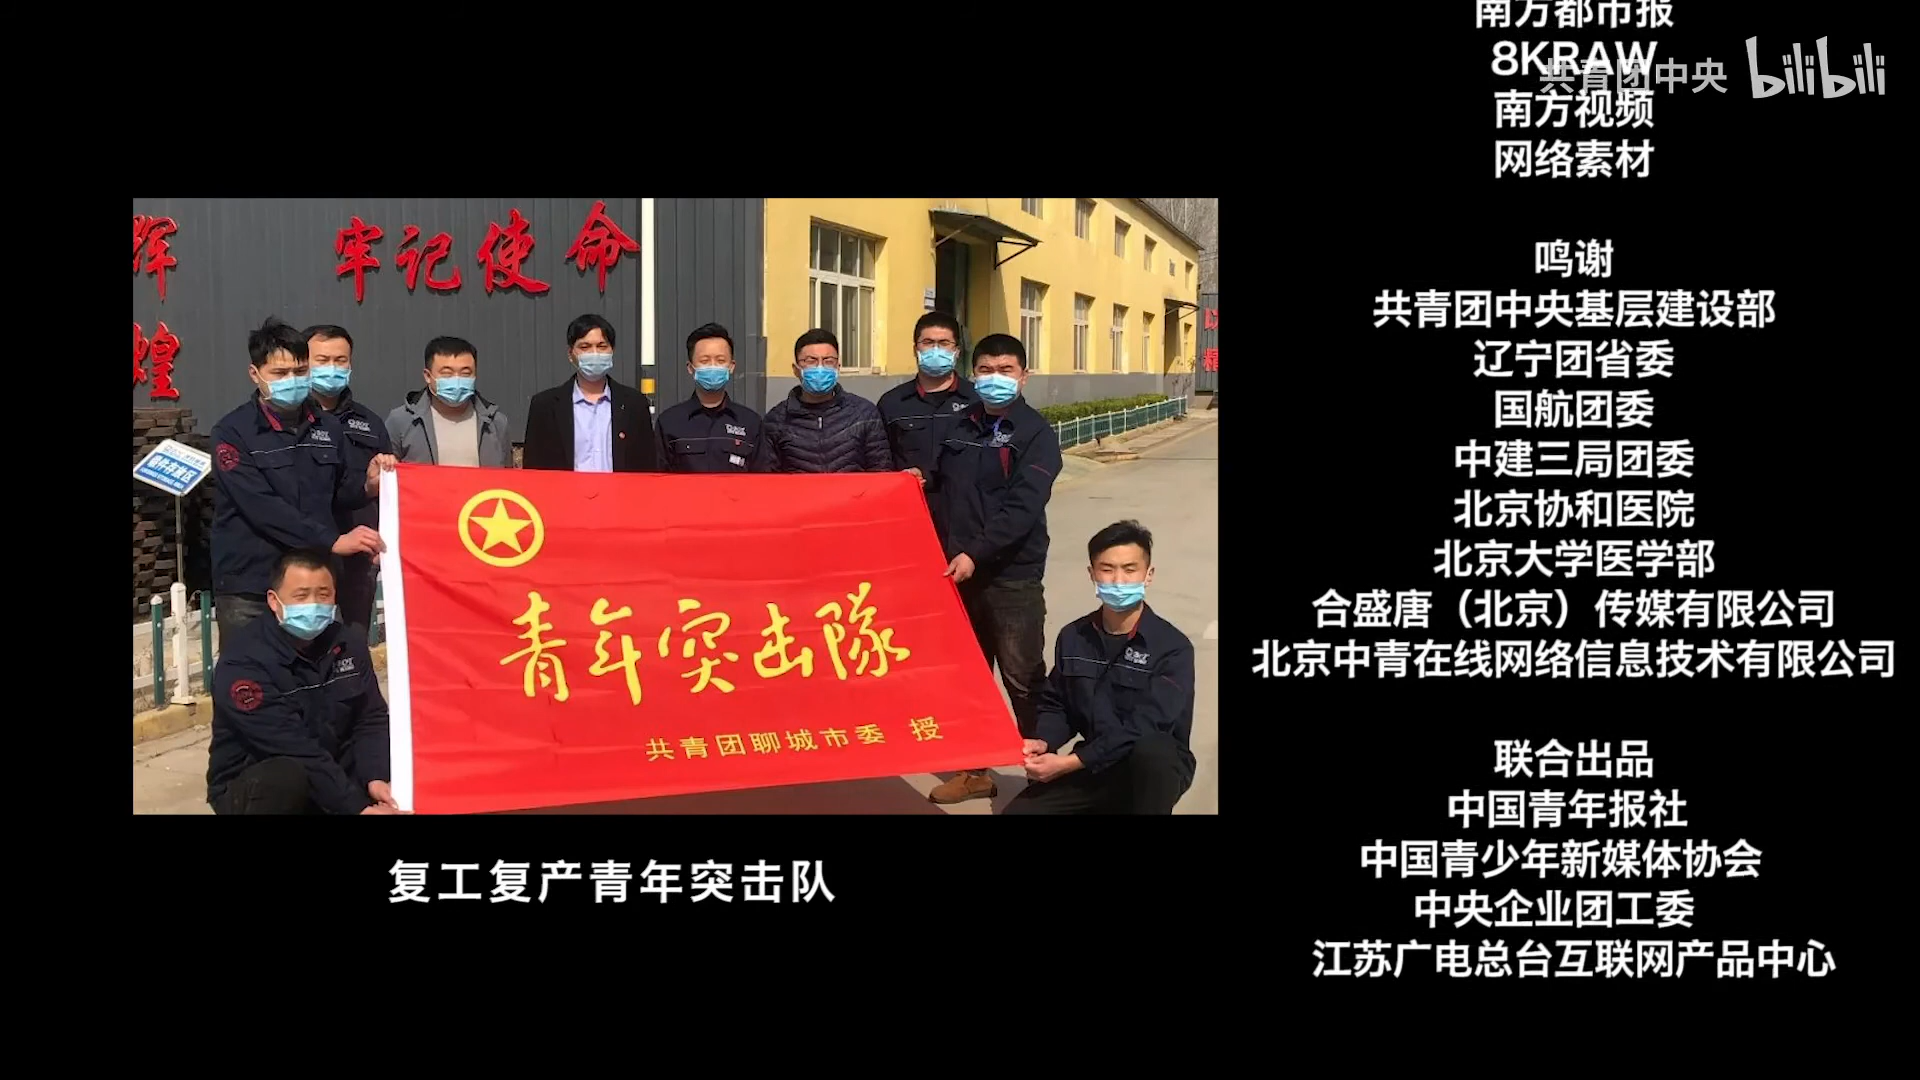 南方都市报
8KRAW
南方视频
网络素材
共青团中央 bilibili
鸣谢
共青团中央基层建设部
辽宁团省委
国航团委
中建三局团委
北京协和医院
北京大学医学部
合盛唐（北京）传媒有限公司
北京中青在线网络信息技术有限公司
联合出品
中国青年报社
中国青少年新媒体协会
中央企业团工委
江苏广电总台互联网产品中心
辉
煌
牢记使命
青年突击隊
共青团聊城市委 授
复工复产青年突击队